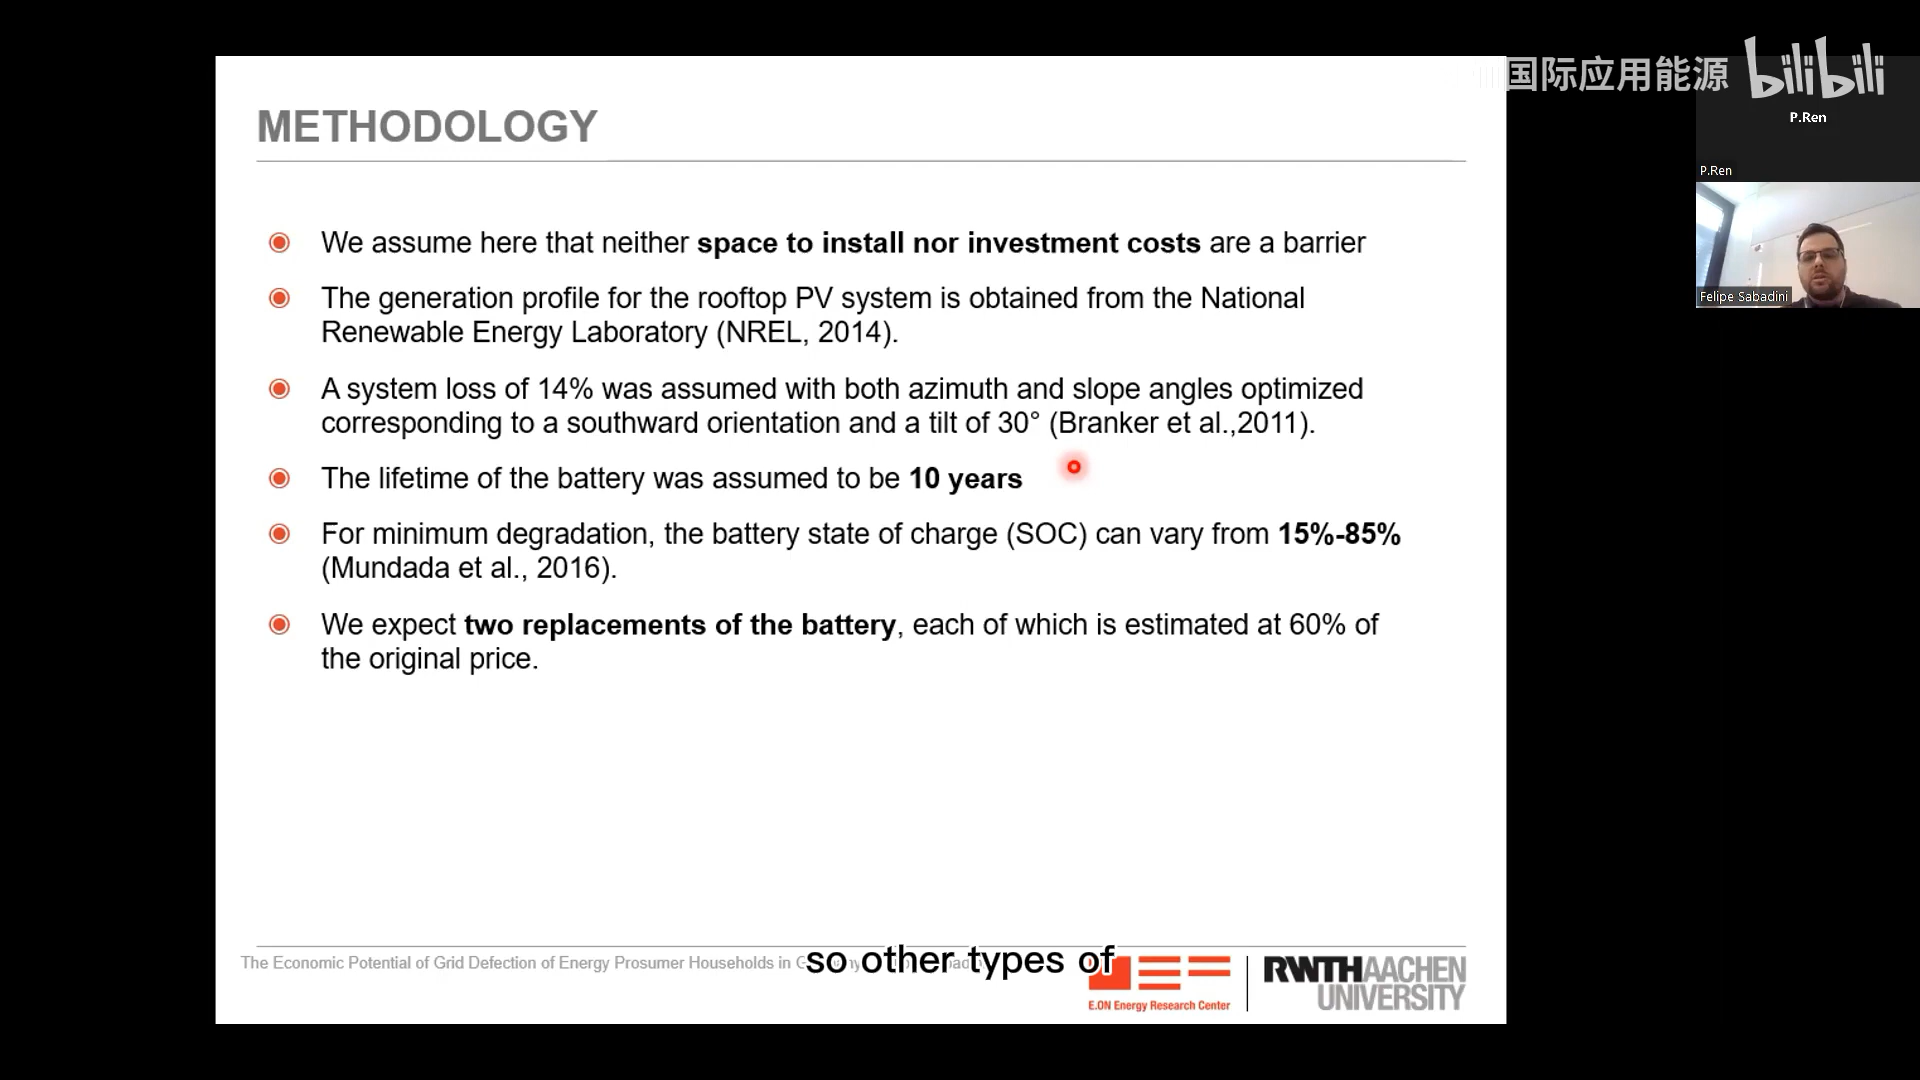 国际应用能源 bilibili
P.Ren
P.Ren
Felipe Sabadini
METHODOLOGY
We assume here that neither space to install nor investment costs are a barrier
The generation profile for the rooftop PV system is obtained from the National
Renewable Energy Laboratory (NREL, 2014).
A system loss of 14% was assumed with both azimuth and slope angles optimized
corresponding to a southward orientation and a tilt of 30° (Branker et al.,2011).
The lifetime of the battery was assumed to be 10 years
For minimum degradation, the battery state of charge (SOC) can vary from 15%-85%
(Mundada et al., 2016).
We expect two replacements of the battery, each of which is estimated at 60% of
the original price.
The Economic Potential of Grid Defection of Energy Prosumer Households in
so other types of
E.ON Energy Research Center
RWTHAACHEN
UNIVERSITY